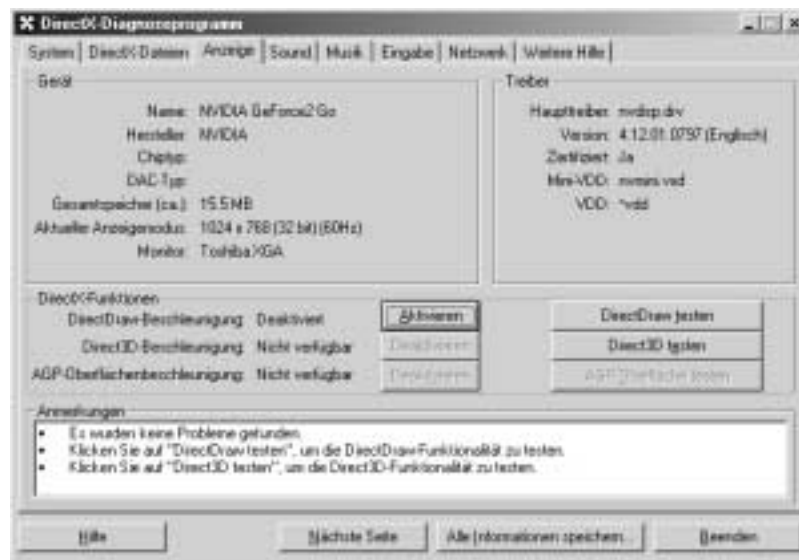 DirectX-Diagnoseprogramm
System | DirectX-Dateien | Anzeige | Sound | Musik | Eingabe | Netzwerk | Weitere Hilfe
Gerät
Name: NVIDIA GeForce2 Go
Hersteller: NVIDIA
Chiptyp:
DAC-Typ:
Gesamtspeicher (ca.): 15.5 MB
Aktueller Anzeigemodus: 1024 x 768 (32 bit) (60Hz)
Monitor: Toshiba XGA
Treiber
Haupttreiber: nvdisp.drv
Version: 4.12.01.0797 (Englisch)
Zertifiziert: Ja
Mini-VDD: nvmini.vxd
VDD: *vdd
DirectX-Funktionen
DirectDraw-Beschleunigung: Deaktiviert Aktivieren DirectDraw testen
Direct3D-Beschleunigung: Nicht verfügbar Deaktivieren Direct3D testen
AGP-Oberflächenbeschleunigung: Nicht verfügbar Deaktivieren AGP-Oberfläche testen
Anmerkungen
• Es wurden keine Probleme gefunden.
• Klicken Sie auf "DirectDraw testen", um die DirectDraw-Funktionalität zu testen.
• Klicken Sie auf "Direct3D testen", um die Direct3D-Funktionalität zu testen.
Hilfe Nächste Seite Alle Informationen speichern... Beenden